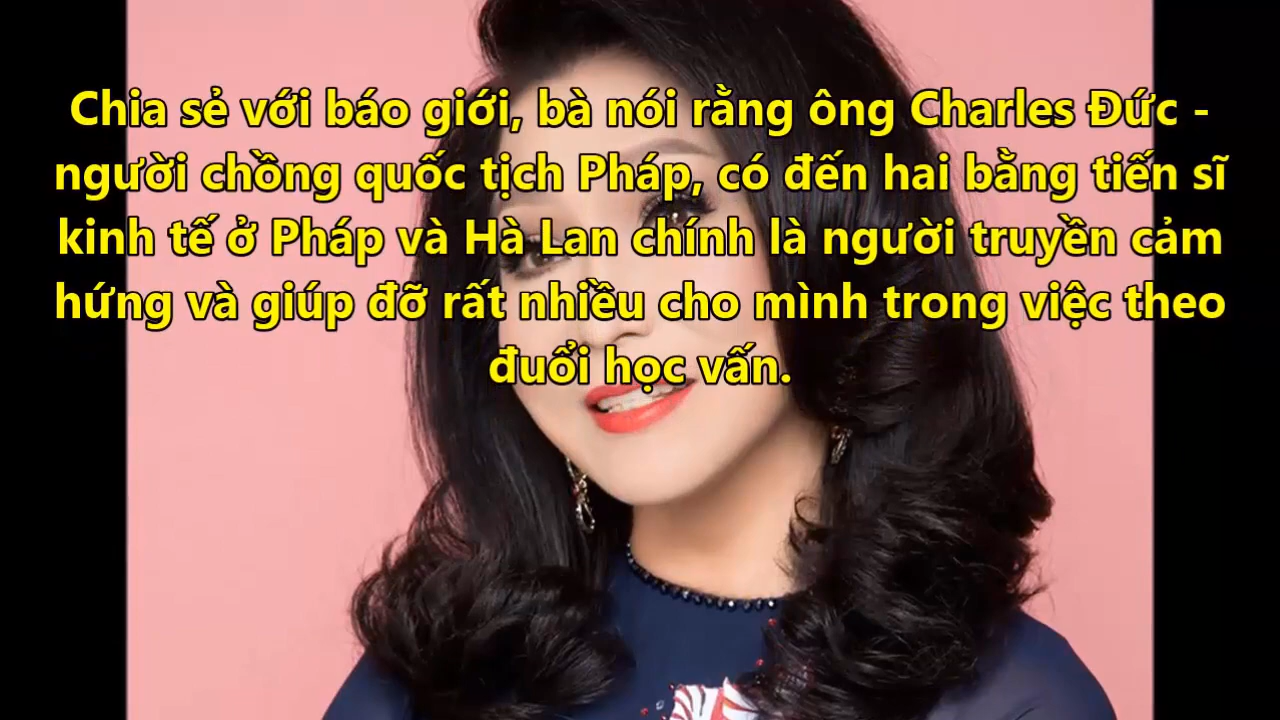 Chia sẻ với báo giới, bà nói rằng ông Charles Đức -
người chồng quốc tịch Pháp, có đến hai bằng tiến sĩ
kinh tế ở Pháp và Hà Lan chính là người truyền cảm
hứng và giúp đỡ rất nhiều cho mình trong việc theo
đuổi học vấn.